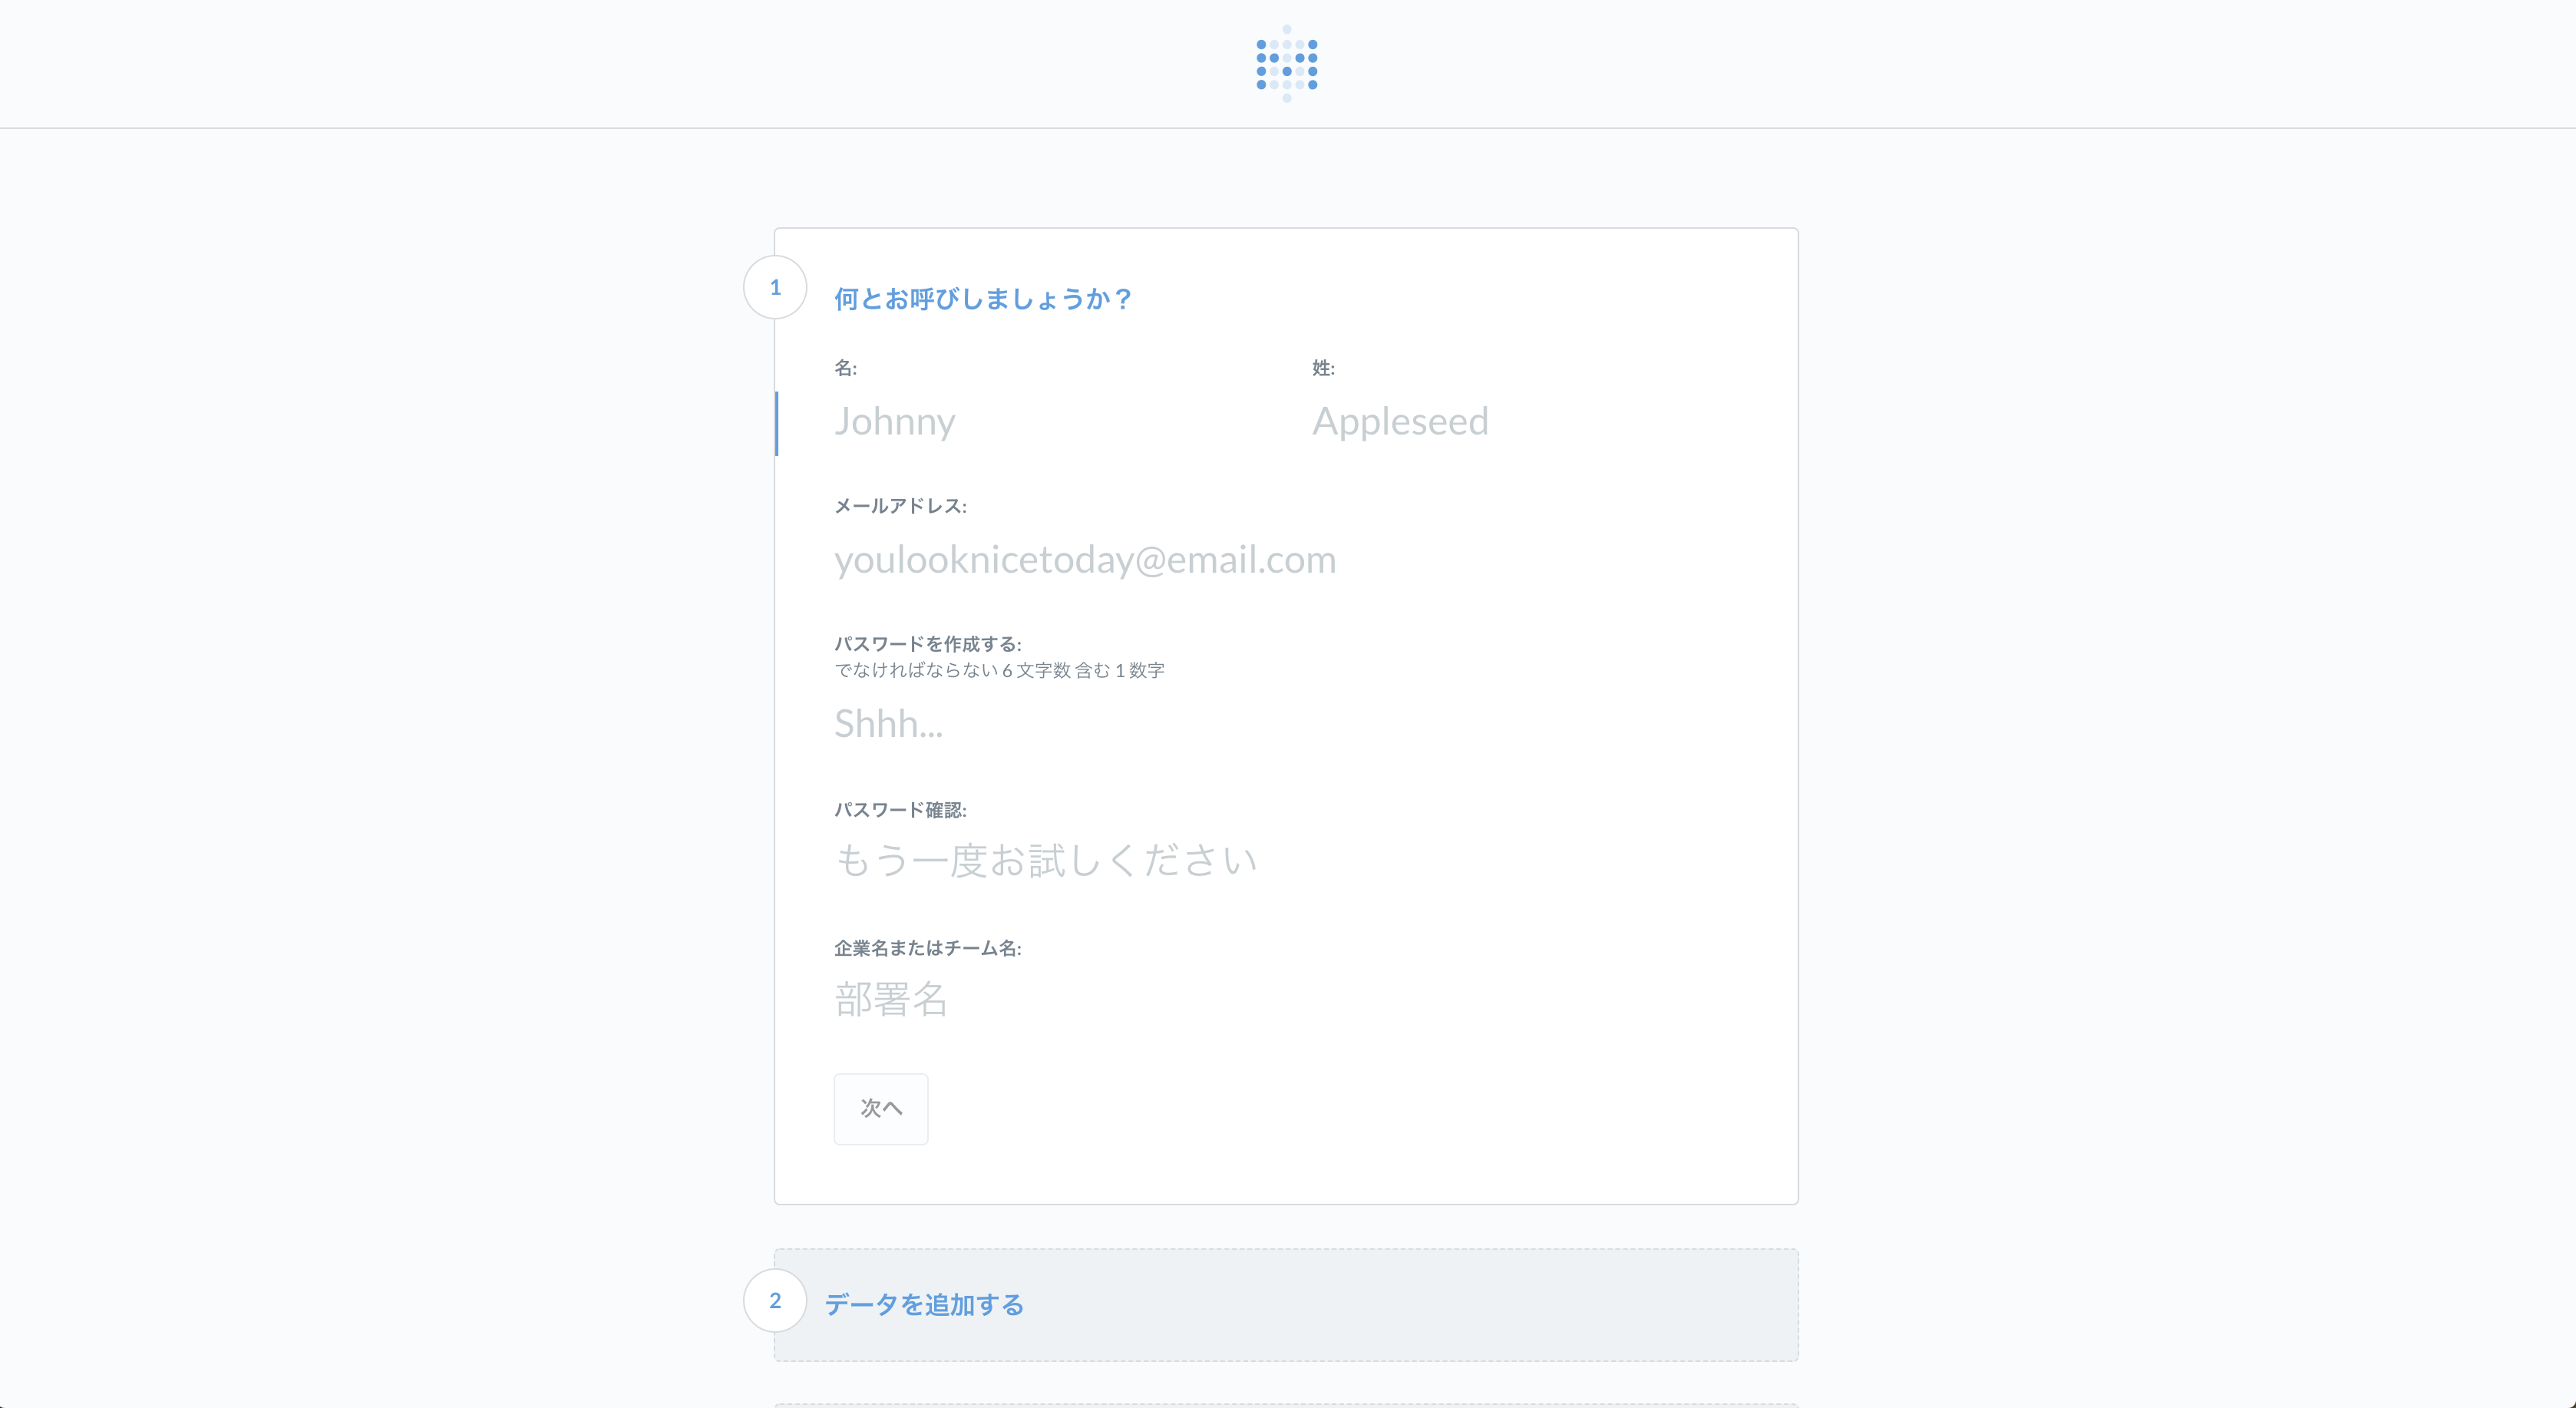 1
何とお呼びしましょうか？
名: 姓:
Johnny Appleseed
メールアドレス:
youlooknicetoday@email.com
パスワードを作成する:
でなければならない 6 文字数 含む 1 数字
Shhh...
パスワード確認:
もう一度お試しください
企業名またはチーム名:
部署名
次へ
2
データを追加する